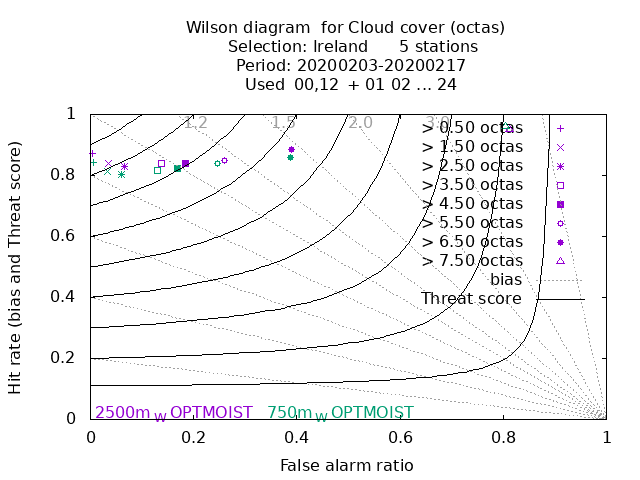 Wilson diagram  for Cloud cover (octas)
Selection: Ireland      5 stations
Period: 20200203-20200217
Used  00,12  + 01 02 ... 24
Hit rate (bias and Threat score)
1
0.8
0.6
0.4
0.2
0
1.2 1.5 2.0 3.0
> 0.50 octas
> 1.50 octas
> 2.50 octas
> 3.50 octas
> 4.50 octas
> 5.50 octas
> 6.50 octas
> 7.50 octas
bias
Threat score
2500m W OPTMOIST 750m W OPTMOIST
0 0.2 0.4 0.6 0.8 1
False alarm ratio